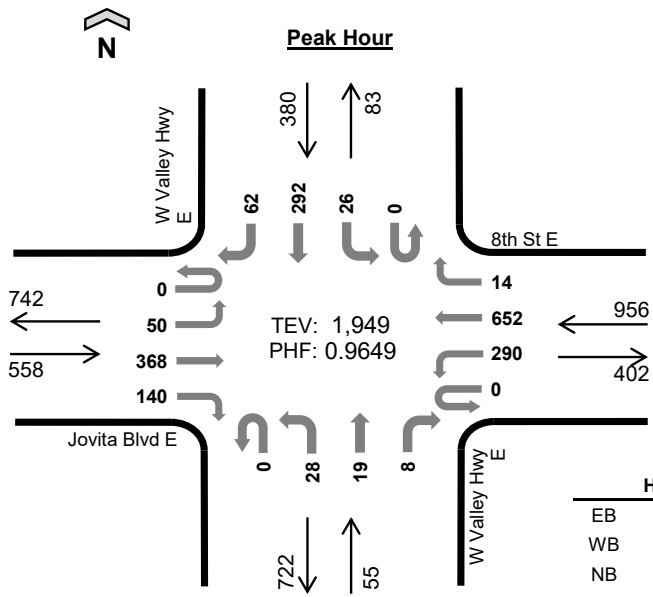 Peak Hour
N
W Valley Hwy
E
380
83
62
292
26
0
8th St E
0
14
742
50
TEV: 1,949
652
956
558
368
PHF: 0.9649
290
402
140
0
Jovita Blvd E
0
28
19
8
W Valley Hwy
E
H
EB
WB
NB
722
55